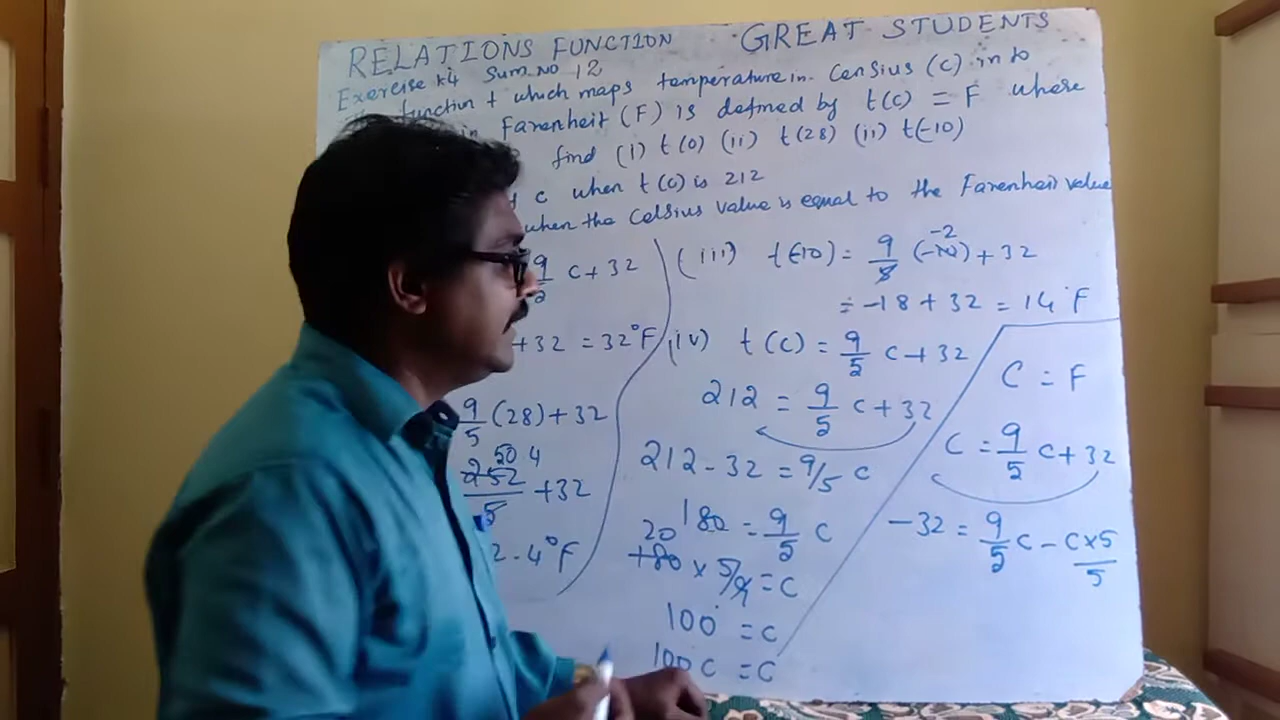 RELATIONS FUNCTION GREAT STUDENTS
Exercise 1.4 Sum NO 12
function t which maps temperature in Censius (C) in to
in Farenheit (F) is defined by t(c) = F where
find (i) t(0) (ii) t(28) (ii) t(-10)
c when t(c) is 212
when the Celsius value is equal to the Farenheit value
9/2 c+32
+32 = 32°F
9/5 (28)+32
50 4
252/5 +32
2.4°F
(iii) t(-10) = 9/5 (-10)+32
-2
= -18+32 = 14°F
(iv) t(c) = 9/5 c+32
212 = 9/5 c+32
212-32 = 9/5 c
180 = 9/5 c
20
180 x 5/9 = c
100° = c
100 c = c
C = F
C = 9/5 c+32
-32 = 9/5 c - c×5/5